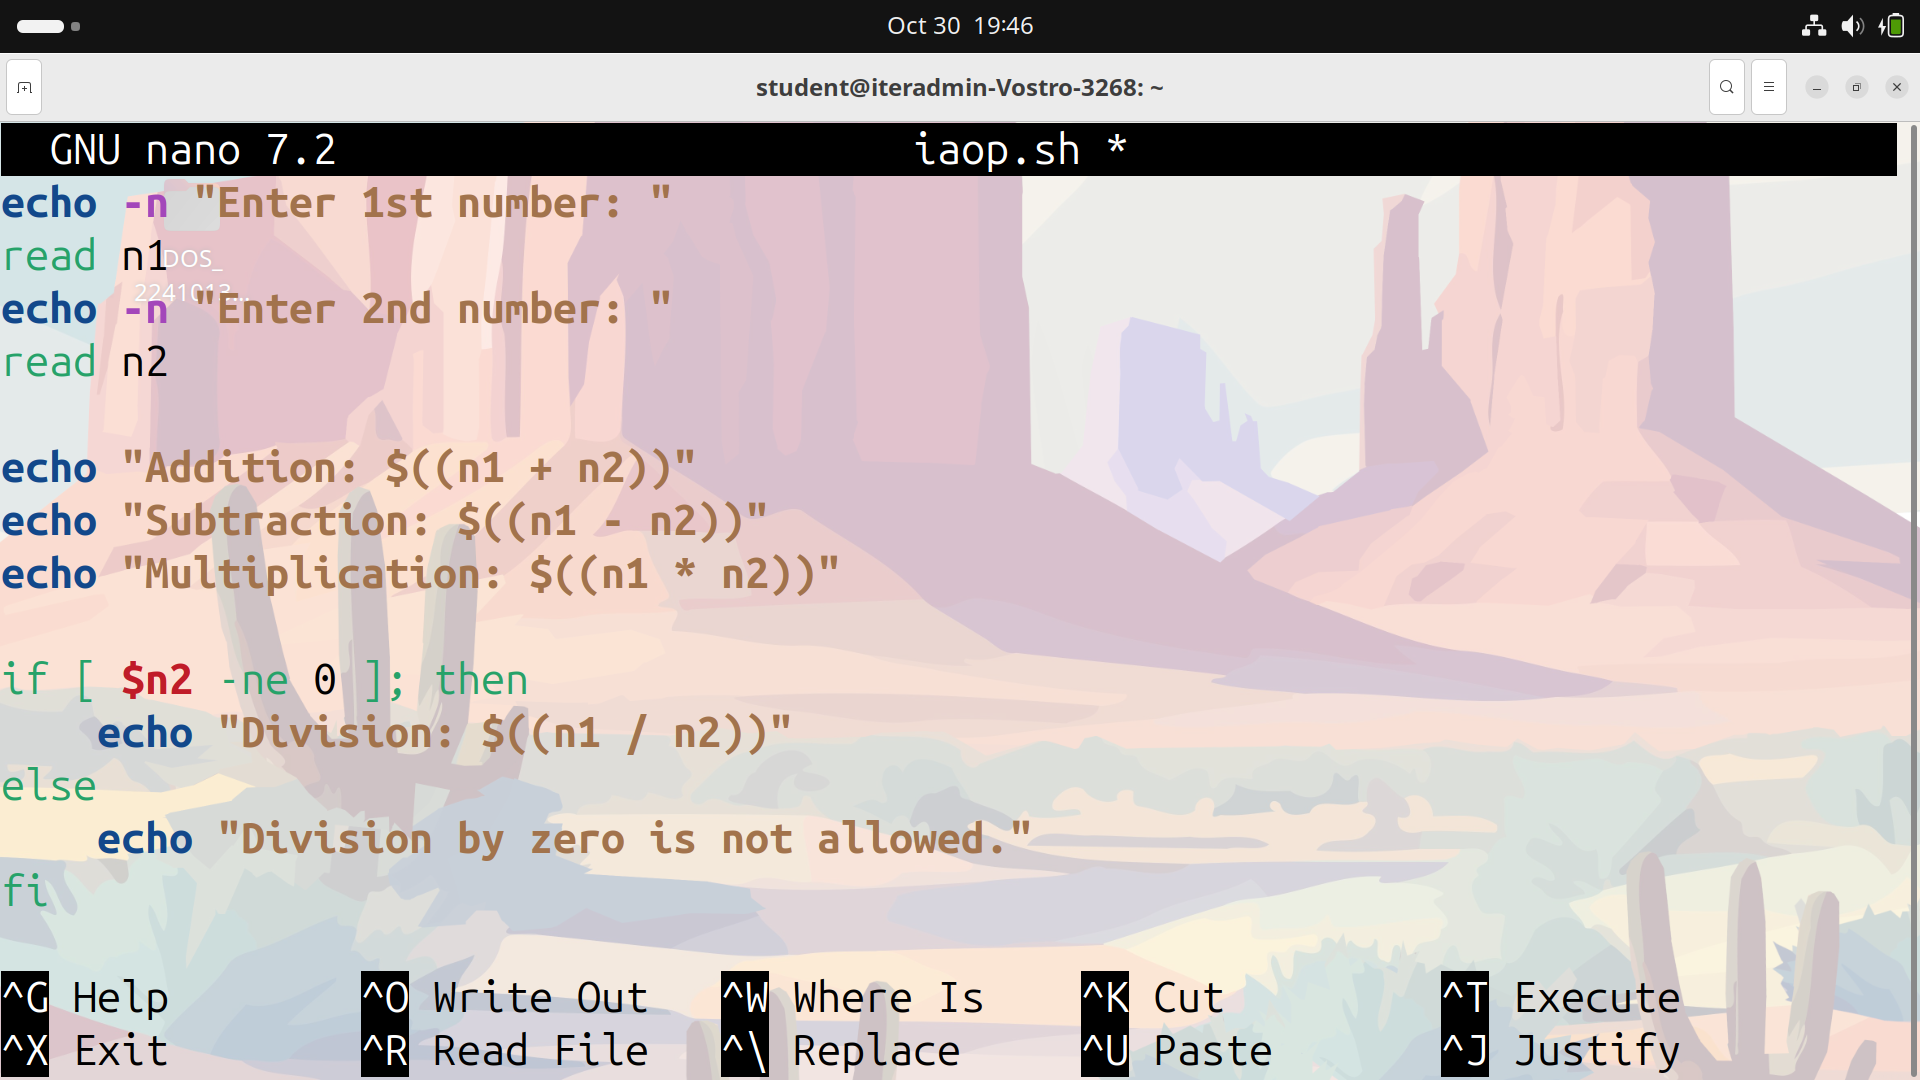 Oct 30 19:46
student@iteradmin-Vostro-3268: ~
GNU nano 7.2 iaop.sh *
echo -n "Enter 1st number: "
read n1
DOS_
2241013...
echo -n "Enter 2nd number: "
read n2
echo "Addition: $((n1 + n2))"
echo "Subtraction: $((n1 - n2))"
echo "Multiplication: $((n1 * n2))"
if [ $n2 -ne 0 ]; then
    echo "Division: $((n1 / n2))"
else
    echo "Division by zero is not allowed."
fi
^G Help ^O Write Out ^W Where Is ^K Cut ^T Execute
^X Exit ^R Read File ^\ Replace ^U Paste ^J Justify